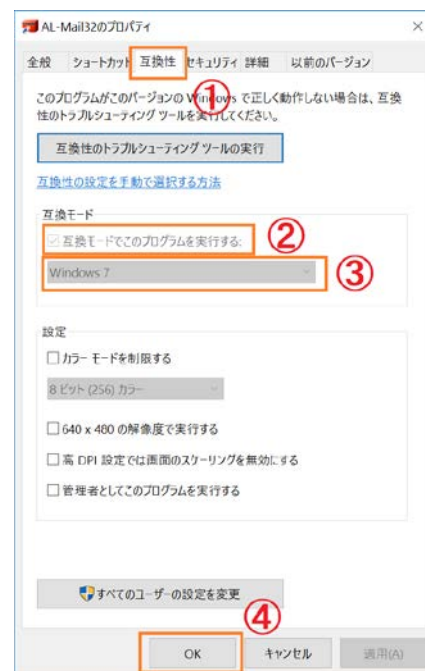 AL-Mail32のプロパティ
全般 ショートカット 互換性 セキュリティ 詳細 以前のバージョン
①
このプログラムがこのバージョンの Windows で正しく動作しない場合は、互換
性のトラブルシューティング ツールを実行してください。
互換性のトラブルシューティング ツールの実行
互換性の設定を手動で選択する方法
互換モード
互換モードでこのプログラムを実行する: ②
Windows 7 ③
設定
カラー モードを制限する
8 ビット (256) カラー
640 x 480 の解像度で実行する
高 DPI 設定では画面のスケーリングを無効にする
管理者としてこのプログラムを実行する
すべてのユーザーの設定を変更
④
OK キャンセル 適用(A)